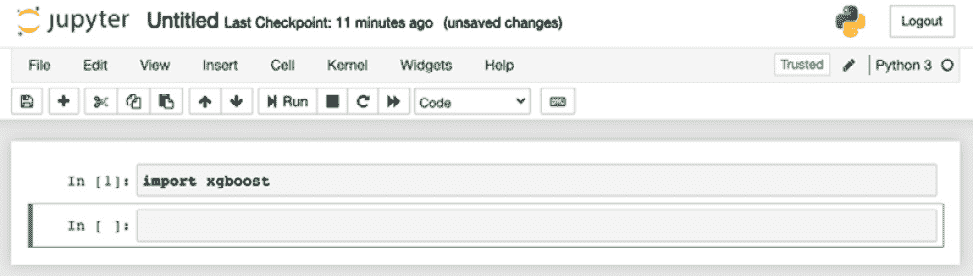 jupyter Untitled Last Checkpoint: 11 minutes ago (unsaved changes) Logout
File Edit View Insert Cell Kernel Widgets Help Trusted Python 3
Run Code
In [1]: import xgboost
In [ ]: